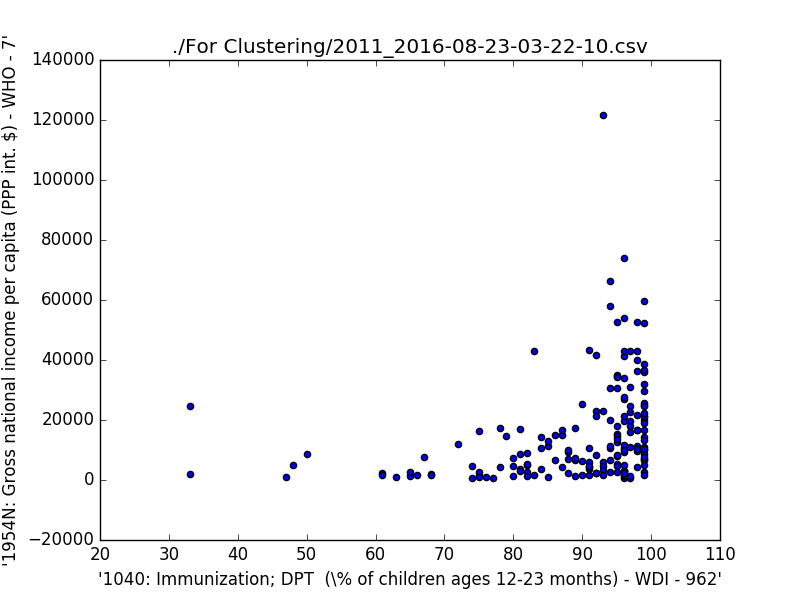 ./For Clustering/2011_2016-08-23-03-22-10.csv
'1954N: Gross national income per capita (PPP int. $) - WHO - 7'
140000
120000
100000
80000
60000
40000
20000
0
−20000
20 30 40 50 60 70 80 90 100 110
'1040: Immunization; DPT  (\% of children ages 12-23 months) - WDI - 962'